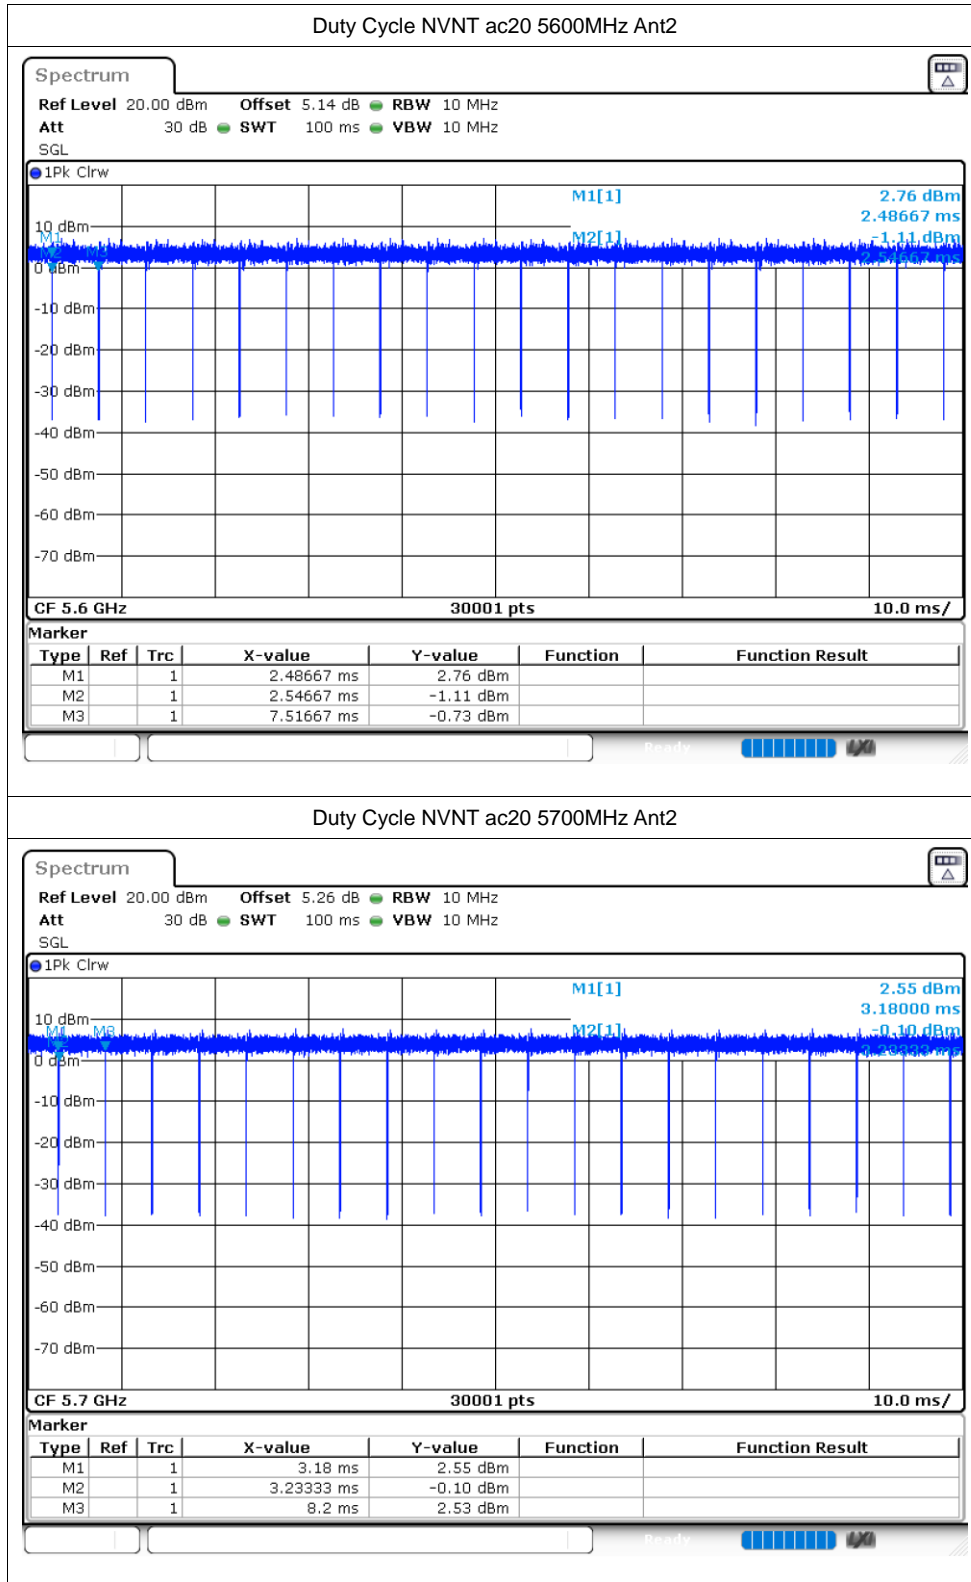 Duty Cycle NVNT ac20 5600MHz Ant2
Spectrum
Ref Level 20.00 dBm Offset 5.14 dB RBW 10 MHz
Att 30 dB SWT 100 ms VBW 10 MHz
SGL
1Pk Clrw
M1[1] 2.76 dBm
2.48667 ms
10 dBm
M1 M2[1] -1.11 dBm
M2 M3 2.54667 ms
0 dBm
-10 dBm
-20 dBm
-30 dBm
-40 dBm
-50 dBm
-60 dBm
-70 dBm
CF 5.6 GHz 30001 pts 10.0 ms/
Marker
Type Ref Trc X-value Y-value Function Function Result
M1 1 2.48667 ms 2.76 dBm
M2 1 2.54667 ms -1.11 dBm
M3 1 7.51667 ms -0.73 dBm
Ready LXI
Duty Cycle NVNT ac20 5700MHz Ant2
Spectrum
Ref Level 20.00 dBm Offset 5.26 dB RBW 10 MHz
Att 30 dB SWT 100 ms VBW 10 MHz
SGL
1Pk Clrw
M1[1] 2.55 dBm
3.18000 ms
10 dBm
M1 M3 M2[1] -0.10 dBm
3.23333 ms
0 dBm
-10 dBm
-20 dBm
-30 dBm
-40 dBm
-50 dBm
-60 dBm
-70 dBm
CF 5.7 GHz 30001 pts 10.0 ms/
Marker
Type Ref Trc X-value Y-value Function Function Result
M1 1 3.18 ms 2.55 dBm
M2 1 3.23333 ms -0.10 dBm
M3 1 8.2 ms 2.53 dBm
Ready LXI